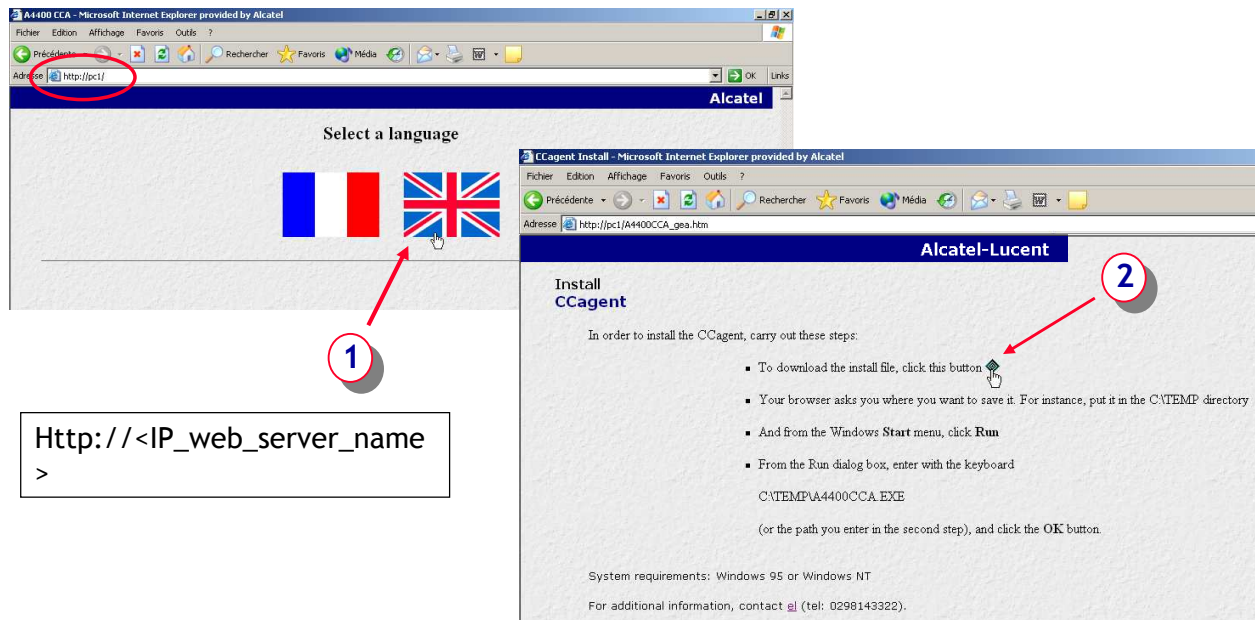 A4400 CCA - Microsoft Internet Explorer provided by Alcatel
Fichier Edition Affichage Favoris Outils ?
Précédente Rechercher Favoris Média
Adresse http://pc1/ OK Links
Alcatel
Select a language
1
Http://<IP_web_server_name
>
CCagent Install - Microsoft Internet Explorer provided by Alcatel
Fichier Edition Affichage Favoris Outils ?
Précédente Rechercher Favoris Média
Adresse http://pc1/A4400CCA_gea.htm
Alcatel-Lucent
2
Install
CCagent
In order to install the CCagent, carry out these steps:
▪ To download the install file, click this button
▪ Your browser asks you where you want to save it. For instance, put it in the C:\TEMP directory
▪ And from the Windows Start menu, click Run
▪ From the Run dialog box, enter with the keyboard
C:\TEMP\A4400CCA.EXE
(or the path you enter in the second step), and click the OK button.
System requirements: Windows 95 or Windows NT
For additional information, contact el (tel: 0298143322).